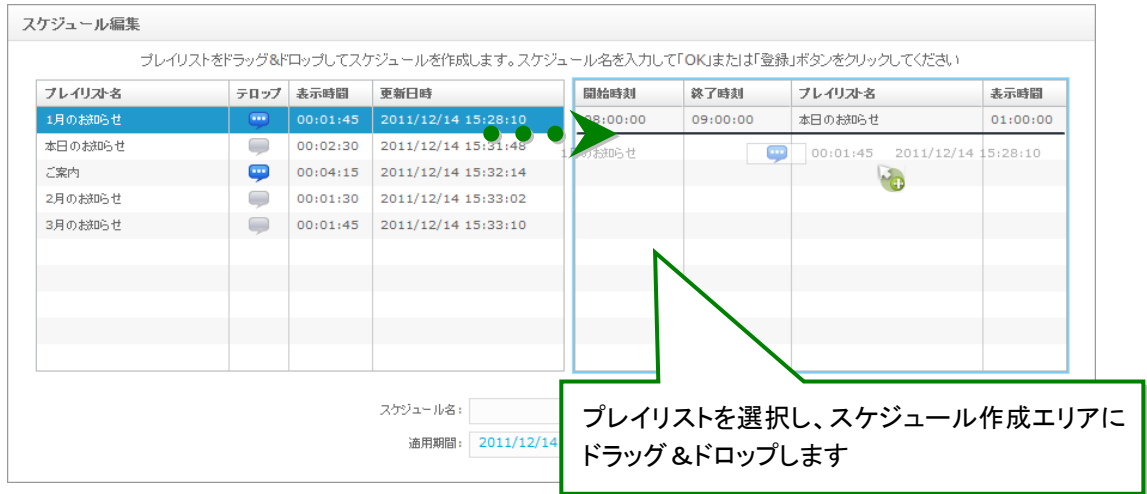 スケジュール編集
プレイリストをドラッグ&ドロップしてスケジュールを作成します。スケジュール名を入力して「OK」または「登録」ボタンをクリックしてください
プレイリスト名 テロップ 表示時間 更新日時 開始時刻 終了時刻 プレイリスト名 表示時間
1月のお知らせ 00:01:45 2011/12/14 15:28:10 08:00:00 09:00:00 本日のお知らせ 01:00:00
本日のお知らせ 00:02:30 2011/12/14 15:31:48 1月のお知らせ 00:01:45 2011/12/14 15:28:10
ご案内 00:04:15 2011/12/14 15:32:14
2月のお知らせ 00:01:30 2011/12/14 15:33:02
3月のお知らせ 00:01:45 2011/12/14 15:33:10
スケジュール名:
適用期間: 2011/12/14
プレイリストを選択し、スケジュール作成エリアに
ドラッグ&ドロップします